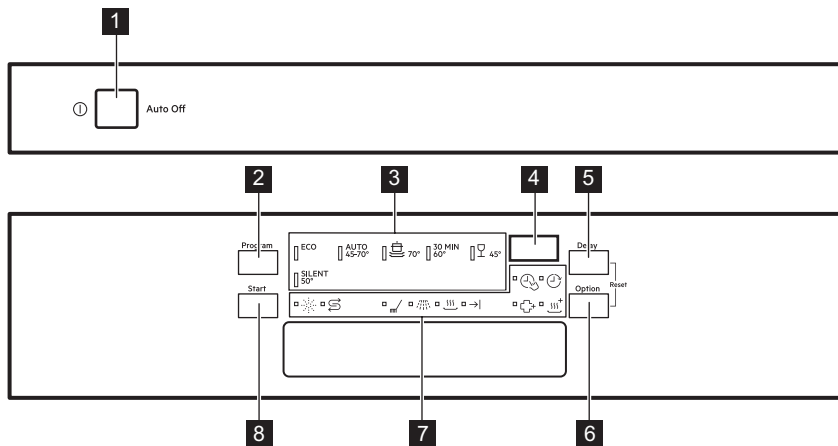 1
Auto Off
2
3
4
5
Program
ECO
AUTO
45-70°
70°
30 MIN
60°
45°
Delay
SILENT
50°
Start
Reset
Option
8
7
6